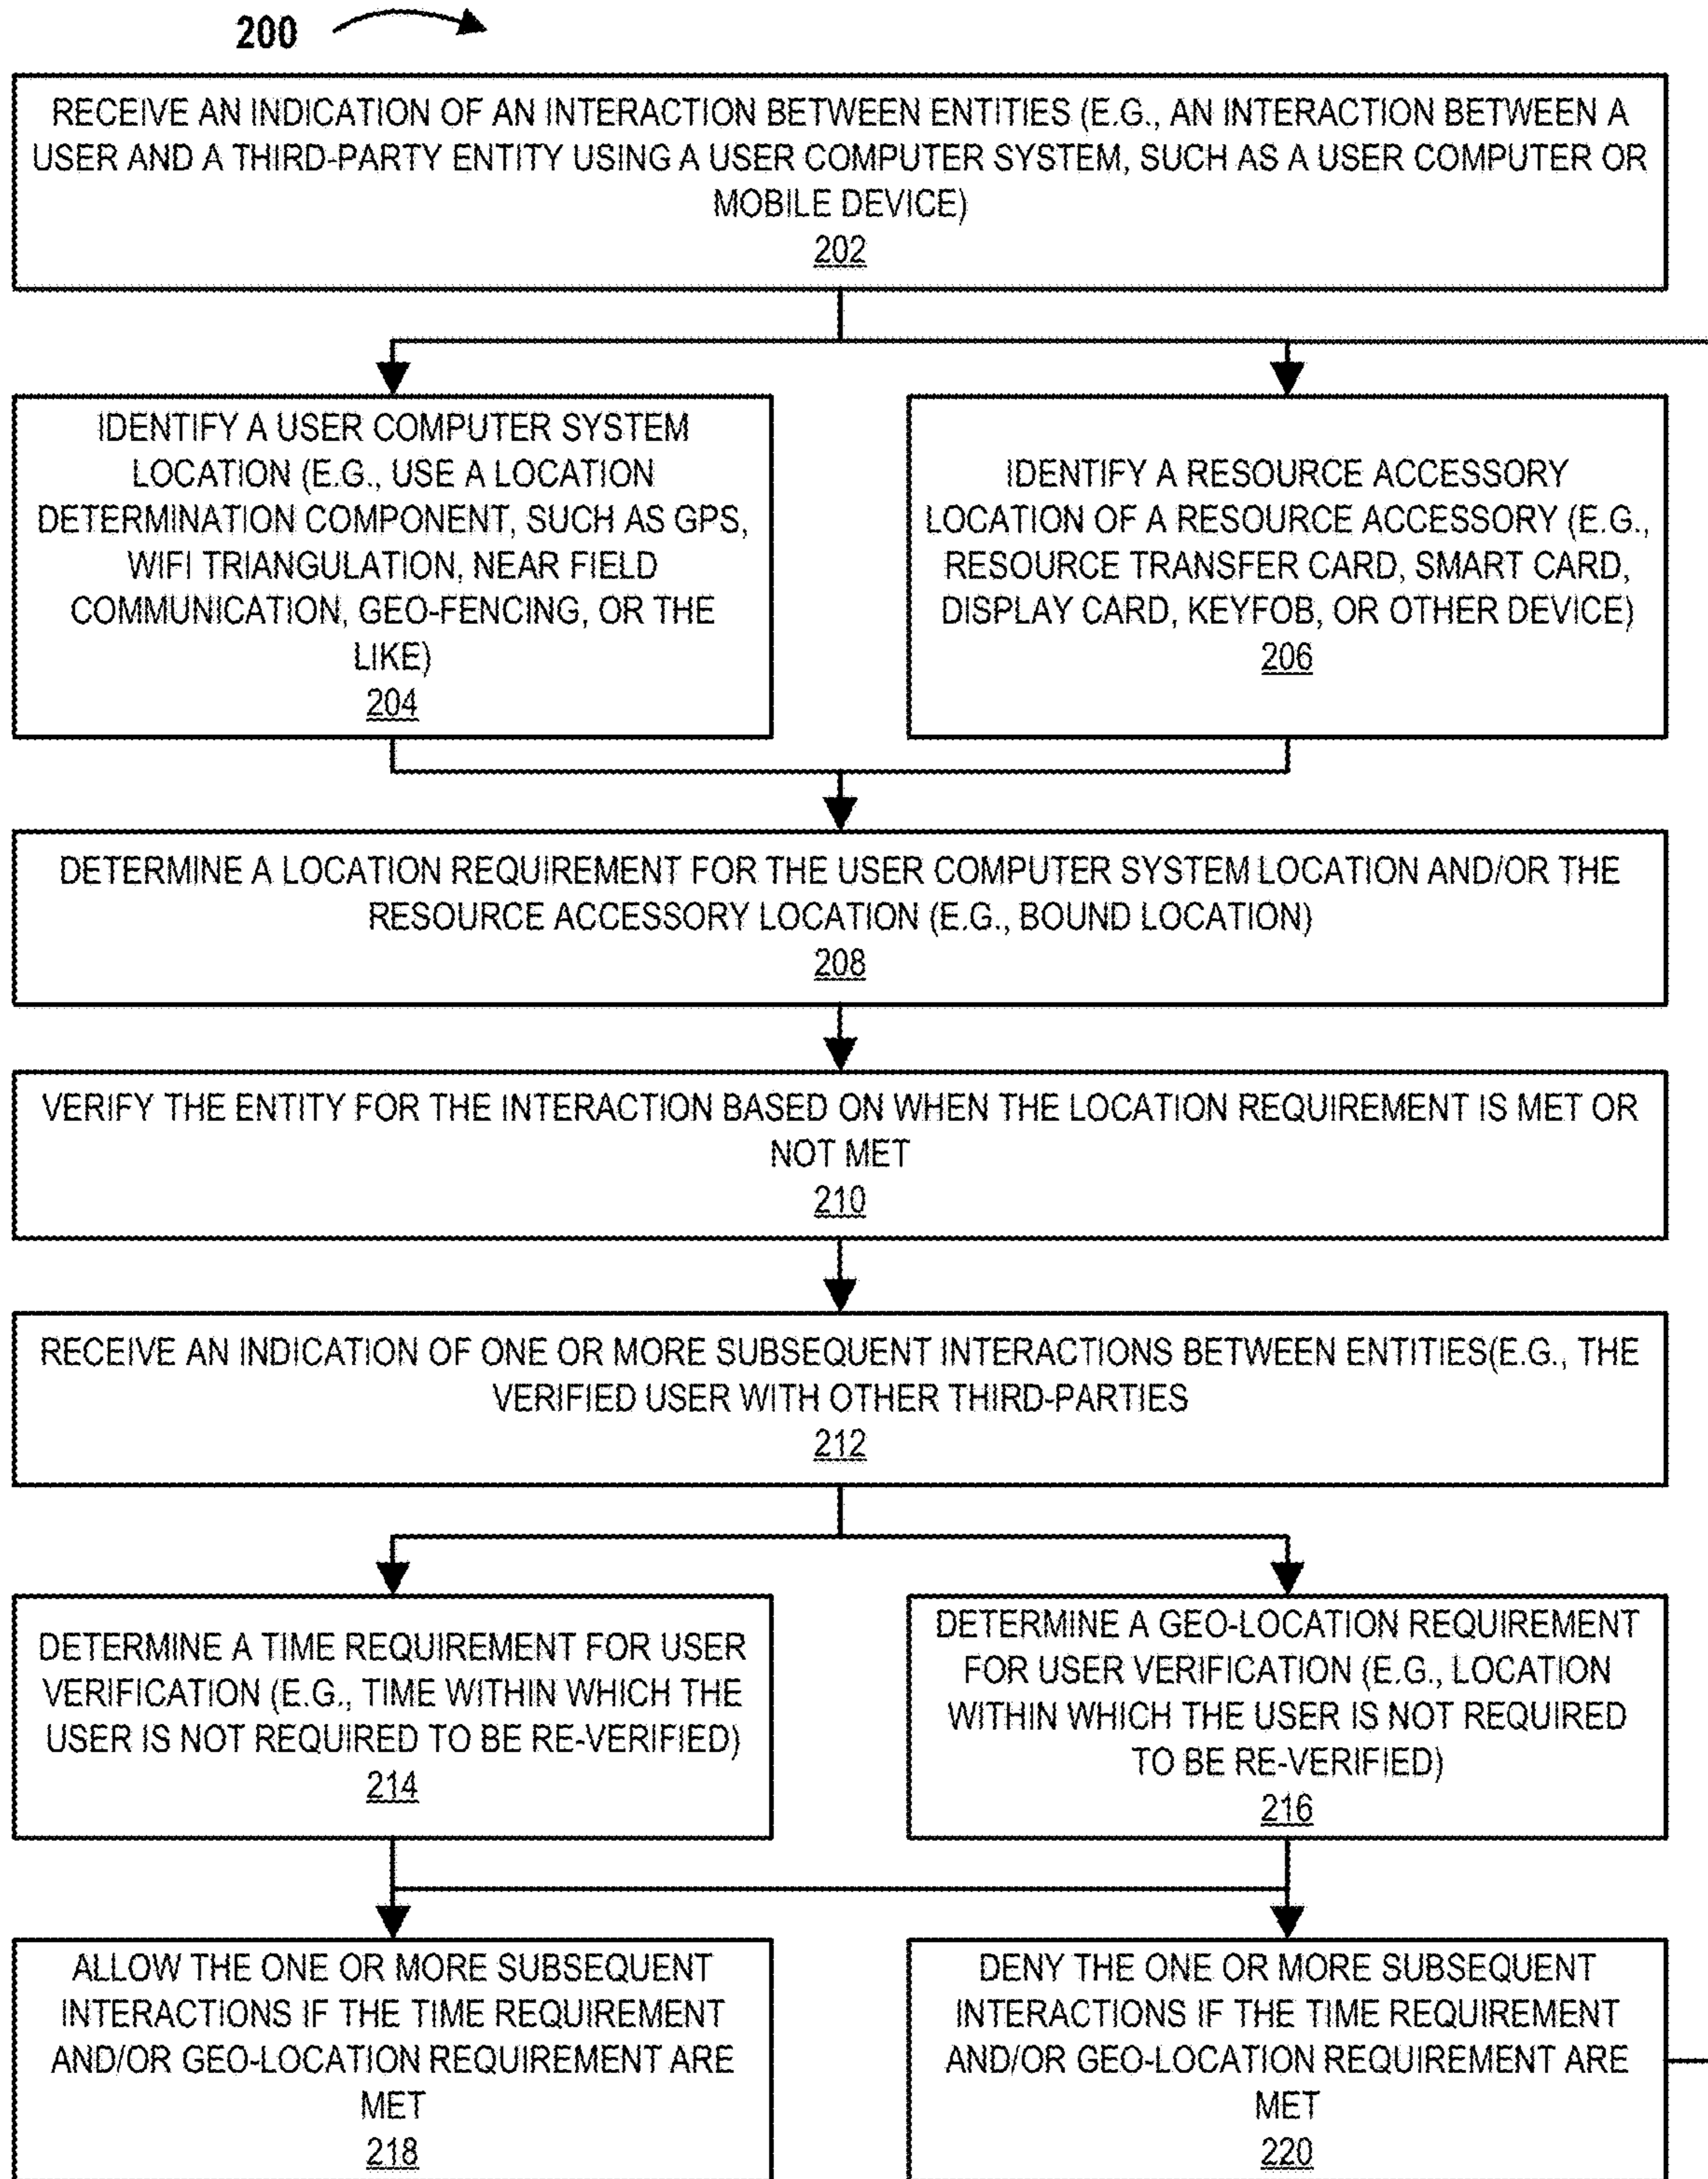 200
RECEIVE AN INDICATION OF AN INTERACTION BETWEEN ENTITIES (E.G., AN INTERACTION BETWEEN A
USER AND A THIRD-PARTY ENTITY USING A USER COMPUTER SYSTEM, SUCH AS A USER COMPUTER OR
MOBILE DEVICE)
202
IDENTIFY A USER COMPUTER SYSTEM
LOCATION (E.G., USE A LOCATION
DETERMINATION COMPONENT, SUCH AS GPS,
WIFI TRIANGULATION, NEAR FIELD
COMMUNICATION, GEO-FENCING, OR THE
LIKE)
204
IDENTIFY A RESOURCE ACCESSORY
LOCATION OF A RESOURCE ACCESSORY (E.G.,
RESOURCE TRANSFER CARD, SMART CARD,
DISPLAY CARD, KEYFOB, OR OTHER DEVICE)
206
DETERMINE A LOCATION REQUIREMENT FOR THE USER COMPUTER SYSTEM LOCATION AND/OR THE
RESOURCE ACCESSORY LOCATION (E.G., BOUND LOCATION)
208
VERIFY THE ENTITY FOR THE INTERACTION BASED ON WHEN THE LOCATION REQUIREMENT IS MET OR
NOT MET
210
RECEIVE AN INDICATION OF ONE OR MORE SUBSEQUENT INTERACTIONS BETWEEN ENTITIES(E.G., THE
VERIFIED USER WITH OTHER THIRD-PARTIES
212
DETERMINE A TIME REQUIREMENT FOR USER
VERIFICATION (E.G., TIME WITHIN WHICH THE
USER IS NOT REQUIRED TO BE RE-VERIFIED)
214
DETERMINE A GEO-LOCATION REQUIREMENT
FOR USER VERIFICATION (E.G., LOCATION
WITHIN WHICH THE USER IS NOT REQUIRED
TO BE RE-VERIFIED)
216
ALLOW THE ONE OR MORE SUBSEQUENT
INTERACTIONS IF THE TIME REQUIREMENT
AND/OR GEO-LOCATION REQUIREMENT ARE
MET
218
DENY THE ONE OR MORE SUBSEQUENT
INTERACTIONS IF THE TIME REQUIREMENT
AND/OR GEO-LOCATION REQUIREMENT ARE
MET
220